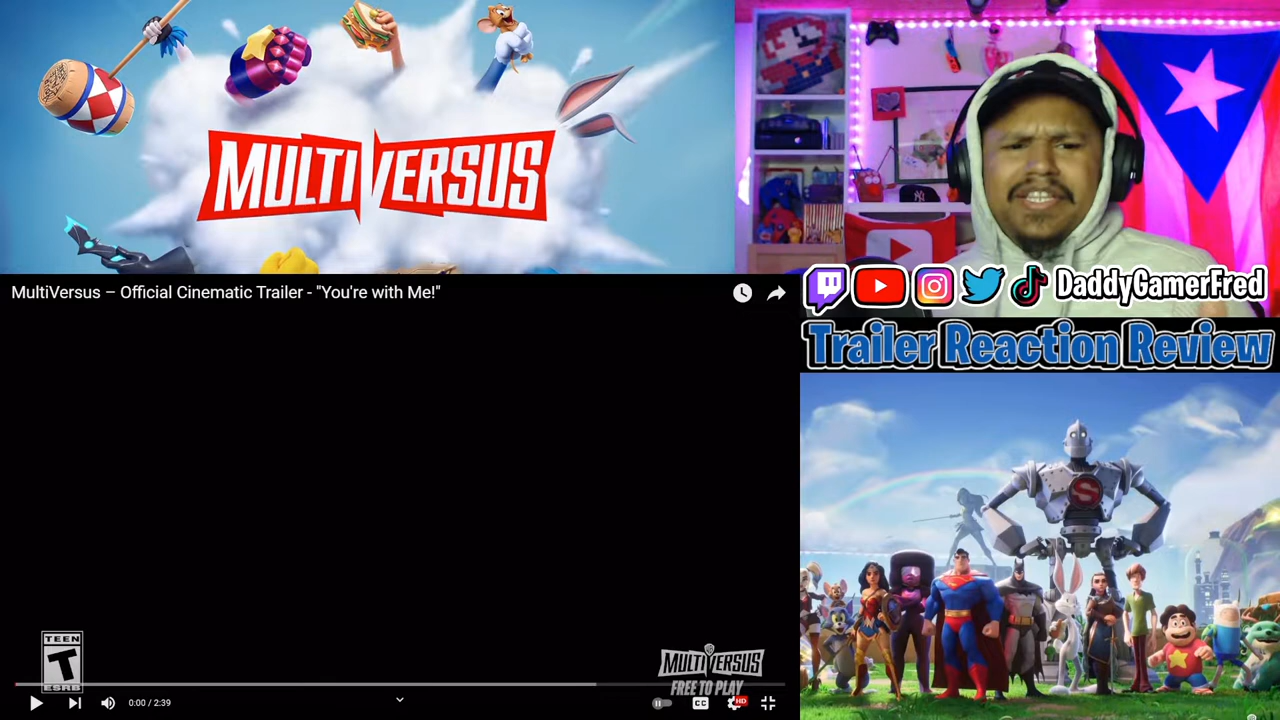 MULTIVERSUS
DaddyGamerFred
MultiVersus – Official Cinematic Trailer - "You're with Me!"
Trailer Reaction Review
S
TEEN
T
ESRB
MULTIVERSUS
FREE TO PLAY
0:00 / 2:39
CC
HD